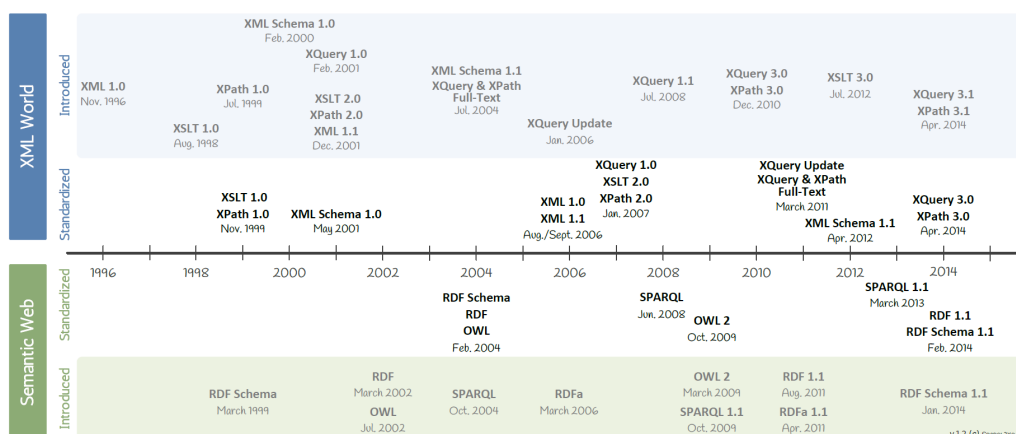 XML World
Introduced
XML 1.0
Nov. 1996
XSLT 1.0
Aug. 1998
XPath 1.0
Jul. 1999
XML Schema 1.0
Feb. 2000
XQuery 1.0
Feb. 2001
XSLT 2.0
XPath 2.0
XML 1.1
Dec. 2001
XML Schema 1.1
XQuery & XPath
Full-Text
Jul. 2004
XQuery Update
Jan. 2006
XQuery 1.1
Jul. 2008
XQuery 3.0
XPath 3.0
Dec. 2010
XSLT 3.0
Jul. 2012
XQuery 3.1
XPath 3.1
Apr. 2014
Standardized
XSLT 1.0
XPath 1.0
Nov. 1999
XML Schema 1.0
May 2001
XML 1.0
XML 1.1
Aug./Sept. 2006
XQuery 1.0
XSLT 2.0
XPath 2.0
Jan. 2007
XQuery Update
XQuery & XPath
Full-Text
March 2011
XML Schema 1.1
Apr. 2012
XQuery 3.0
XPath 3.0
Apr. 2014
1996 1998 2000 2002 2004 2006 2008 2010 2012 2014
Semantic Web
Standardized
RDF Schema
RDF
OWL
Feb. 2004
SPARQL
Jun. 2008
OWL 2
Oct. 2009
SPARQL 1.1
March 2013
RDF 1.1
RDF Schema 1.1
Feb. 2014
Introduced
RDF Schema
March 1999
RDF
March 2002
OWL
Jul. 2002
SPARQL
Oct. 2004
RDFa
March 2006
OWL 2
March 2009
SPARQL 1.1
Oct. 2009
RDF 1.1
Aug. 2011
RDFa 1.1
Apr. 2011
RDF Schema 1.1
Jan. 2014